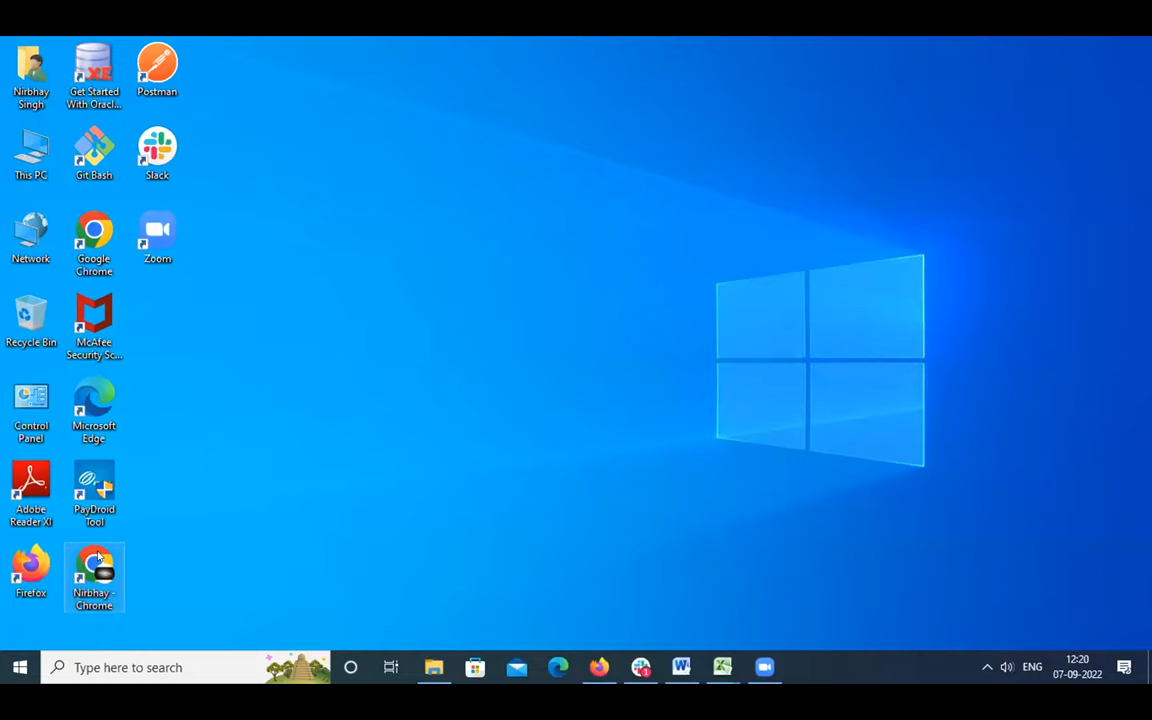 Nirbhay
Singh
Get Started
With Oracl...
Postman
This PC
Git Bash
Slack
Network
Google
Chrome
Zoom
Recycle Bin
McAfee
Security Sc...
Control
Panel
Microsoft
Edge
Adobe
Reader XI
PayDroid
Tool
Firefox
Nirbhay -
Chrome
XE
Type here to search
1
W
X
ENG
12:20
07-09-2022